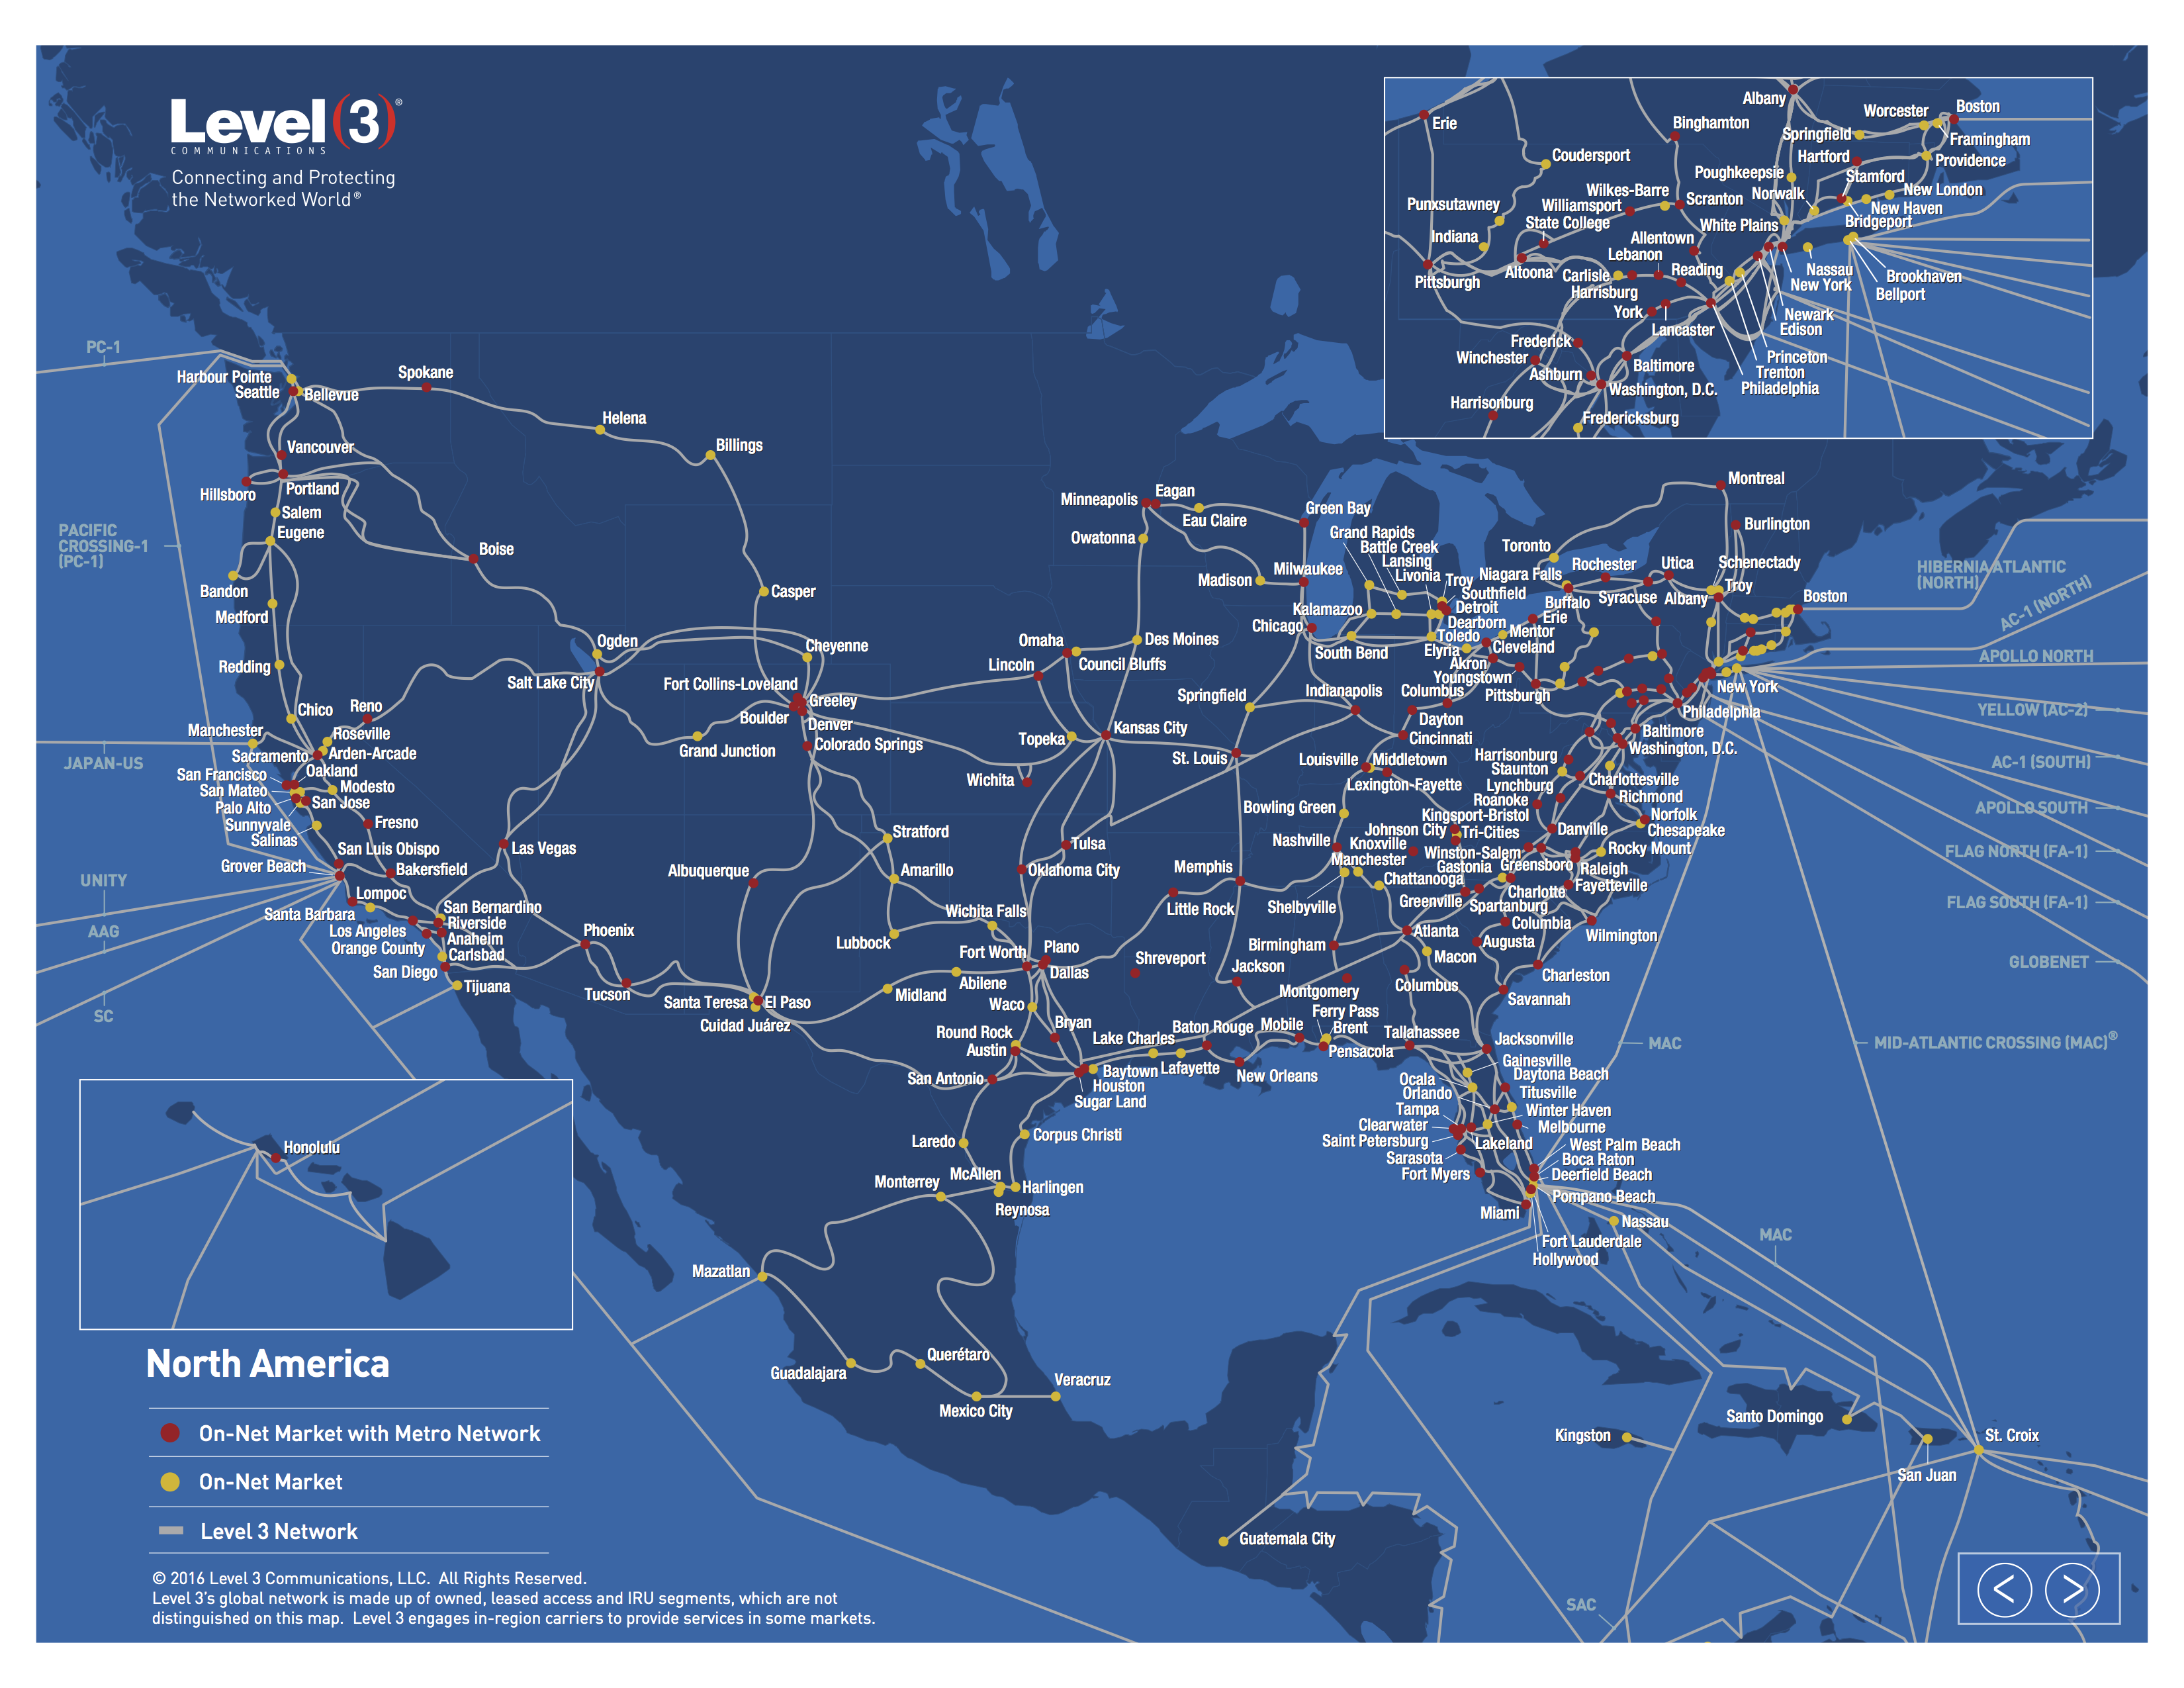 Level(3)®
COMMUNICATIONS
Connecting and Protecting
the Networked World®
Albany
Worcester
Boston
Erie
Binghamton
Springfield
Framingham
Coudersport
Hartford
Providence
Poughkeepsie
Stamford
Wilkes-Barre
Norwalk
New London
Punxsutawney
Williamsport
Scranton
New Haven
State College
White Plains
Bridgeport
Indiana
Allentown
Lebanon
Pittsburgh
Altoona
Carlisle
Reading
Nassau
Brookhaven
Harrisburg
New York
Bellport
York
Lancaster
Newark
Edison
Frederick
Winchester
Baltimore
Princeton
Ashburn
Trenton
Washington, D.C.
Philadelphia
Harrisonburg
Fredericksburg
PC-1
Harbour Pointe
Seattle
Bellevue
Spokane
Helena
Billings
Vancouver
Hillsboro
Portland
Salem
Eugene
PACIFIC
CROSSING-1
(PC-1)
Boise
Bandon
Medford
Casper
Redding
Ogden
Cheyenne
Salt Lake City
Fort Collins-Loveland
Greeley
Boulder
Denver
Grand Junction
Colorado Springs
Chico
Reno
Manchester
Roseville
Sacramento
Arden-Arcade
JAPAN-US
San Francisco
Oakland
San Mateo
Modesto
Palo Alto
San Jose
Sunnyvale
Salinas
Fresno
San Luis Obispo
Las Vegas
Grover Beach
Bakersfield
UNITY
Lompoc
Santa Barbara
San Bernardino
Riverside
Los Angeles
Anaheim
AAG
Orange County
Carlsbad
San Diego
Tijuana
SC
Phoenix
Tucson
Albuquerque
Santa Teresa
El Paso
Cuidad Juárez
Stratford
Amarillo
Lubbock
Wichita Falls
Fort Worth
Plano
Dallas
Abilene
Midland
Waco
Round Rock
Austin
Bryan
San Antonio
Lake Charles
Baytown
Lafayette
Houston
Sugar Land
Laredo
Corpus Christi
McAllen
Harlingen
Monterrey
Reynosa
Mazatlan
Guadalajara
Querétaro
Mexico City
Veracruz
Minneapolis
Eagan
Eau Claire
Owatonna
Green Bay
Madison
Milwaukee
Omaha
Des Moines
Council Bluffs
Lincoln
Topeka
Kansas City
Wichita
Springfield
St. Louis
Tulsa
Oklahoma City
Memphis
Little Rock
Shreveport
Jackson
Baton Rouge
New Orleans
Mobile
Grand Rapids
Battle Creek
Lansing
Livonia
Troy
Southfield
Detroit
Dearborn
Kalamazoo
Chicago
South Bend
Toledo
Elyria
Mentor
Cleveland
Akron
Youngstown
Pittsburgh
Indianapolis
Columbus
Dayton
Cincinnati
Louisville
Middletown
Lexington-Fayette
Bowling Green
Nashville
Knoxville
Manchester
Johnson City
Kingsport-Bristol
Tri-Cities
Shelbyville
Chattanooga
Birmingham
Montgomery
Atlanta
Macon
Columbus
Toronto
Niagara Falls
Buffalo
Erie
Rochester
Syracuse
Utica
Albany
Schenectady
Troy
Montreal
Burlington
Boston
New York
Philadelphia
Baltimore
Washington, D.C.
Harrisonburg
Staunton
Charlottesville
Lynchburg
Richmond
Roanoke
Norfolk
Chesapeake
Danville
Rocky Mount
Winston-Salem
Greensboro
Raleigh
Gastonia
Charlotte
Fayetteville
Greenville
Spartanburg
Columbia
Wilmington
Augusta
Charleston
Savannah
Ferry Pass
Brent
Pensacola
Tallahassee
Jacksonville
Gainesville
Ocala
Daytona Beach
Orlando
Titusville
Tampa
Winter Haven
Clearwater
Melbourne
Saint Petersburg
Lakeland
West Palm Beach
Sarasota
Boca Raton
Fort Myers
Deerfield Beach
Pompano Beach
Miami
Nassau
Fort Lauderdale
Hollywood
HIBERNIA ATLANTIC
(NORTH)
AC-1 (NORTH)
APOLLO NORTH
YELLOW (AC-2)
AC-1 (SOUTH)
APOLLO SOUTH
FLAG NORTH (FA-1)
FLAG SOUTH (FA-1)
GLOBENET
MAC
MID-ATLANTIC CROSSING (MAC)®
MAC
Santo Domingo
Kingston
St. Croix
San Juan
Guatemala City
SAC
Honolulu
North America
On-Net Market with Metro Network
On-Net Market
Level 3 Network
© 2016 Level 3 Communications, LLC. All Rights Reserved.
Level 3's global network is made up of owned, leased access and IRU segments, which are not
distinguished on this map. Level 3 engages in-region carriers to provide services in some markets.